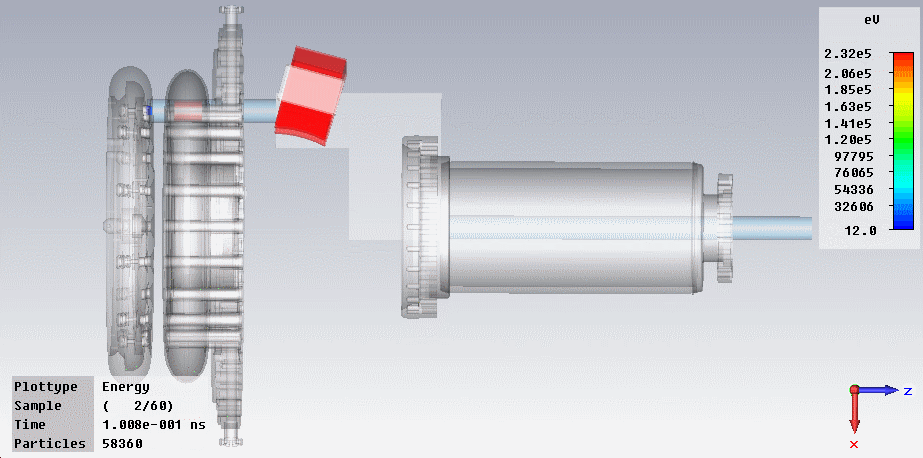 eV
2.32e5
2.06e5
1.85e5
1.63e5
1.41e5
1.20e5
97795
76065
54336
32606
12.0
Plottype Energy
Sample ( 2/60)
Time 1.008e-001 ns
Particles 58360
z
x